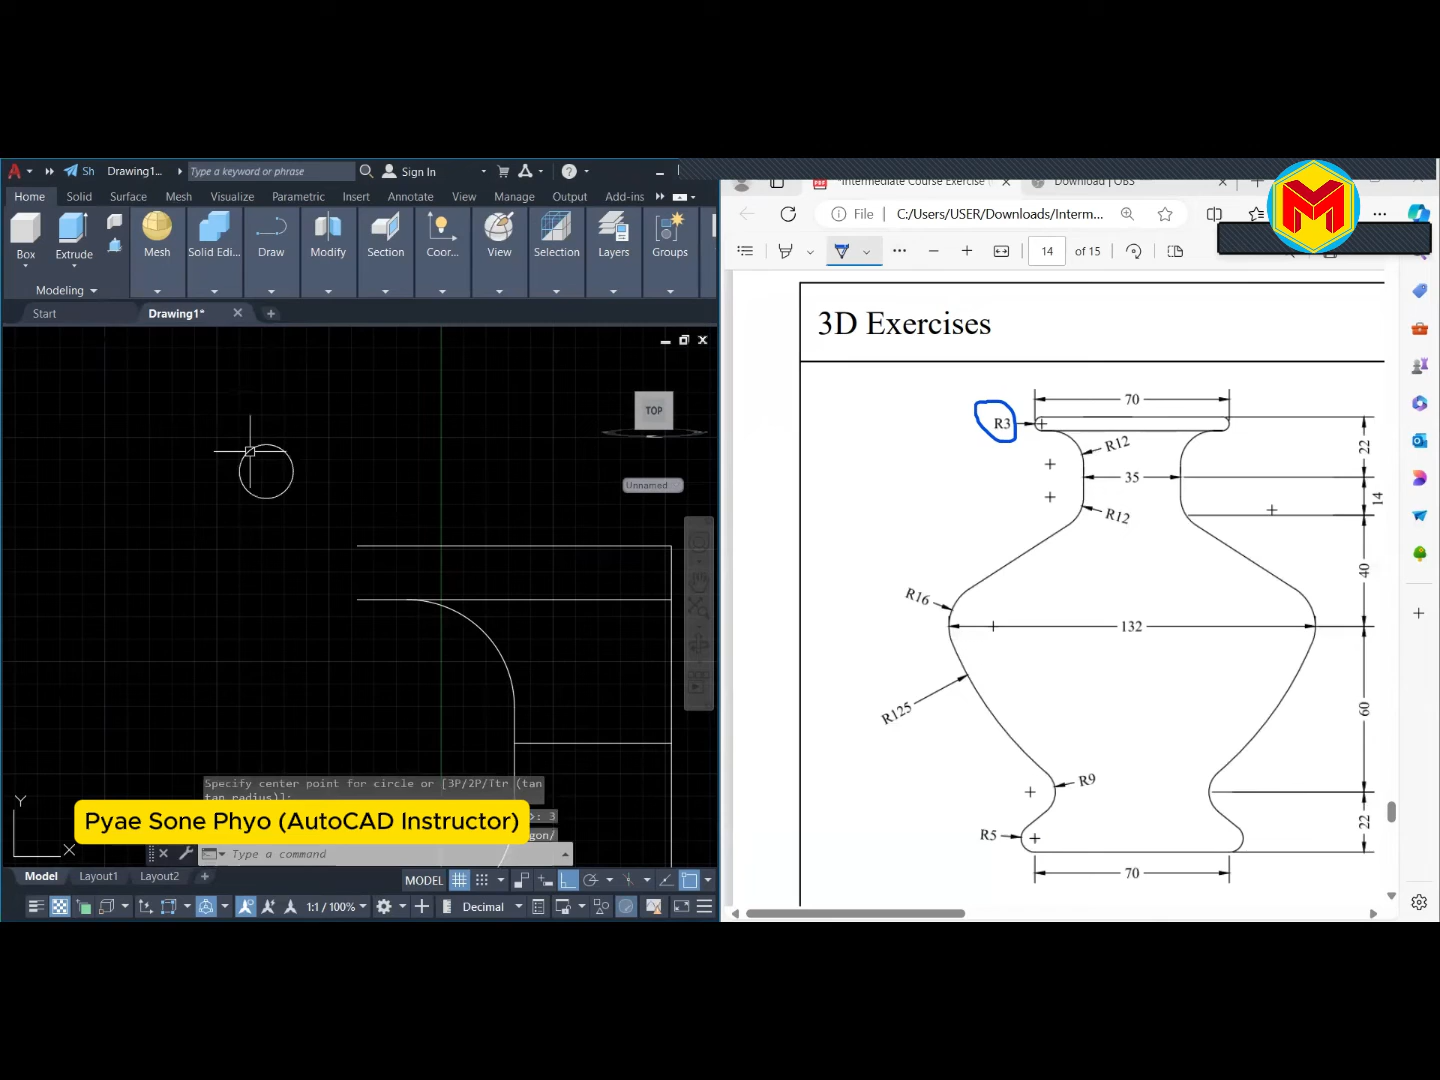 Sh
Drawing1...
Type a keyword or phrase
Sign In
Home Solid Surface Mesh Visualize Parametric Insert Annotate View Manage Output Add-ins
Box
Extrude
Mesh
Solid Edi...
Draw
Modify
Section
Coor...
View
Selection
Layers
Groups
Modeling
Start
Drawing1*
TOP
Unnamed
Specify center point for circle or [3P/2P/Ttr (tan
tan radius)]:
>: 3
gon/
Pyae Sone Phyo (AutoCAD Instructor)
Type a command
Y
X
Model Layout1 Layout2 +
MODEL
1:1 / 100%
Decimal
Intermediate Course Exercise
Download | OBS
File
C:/Users/USER/Downloads/Interm...
14
of 15
3D Exercises
70
R3
R12
22
35
14
R12
40
R16
132
R125
60
R9
R5
22
70
M